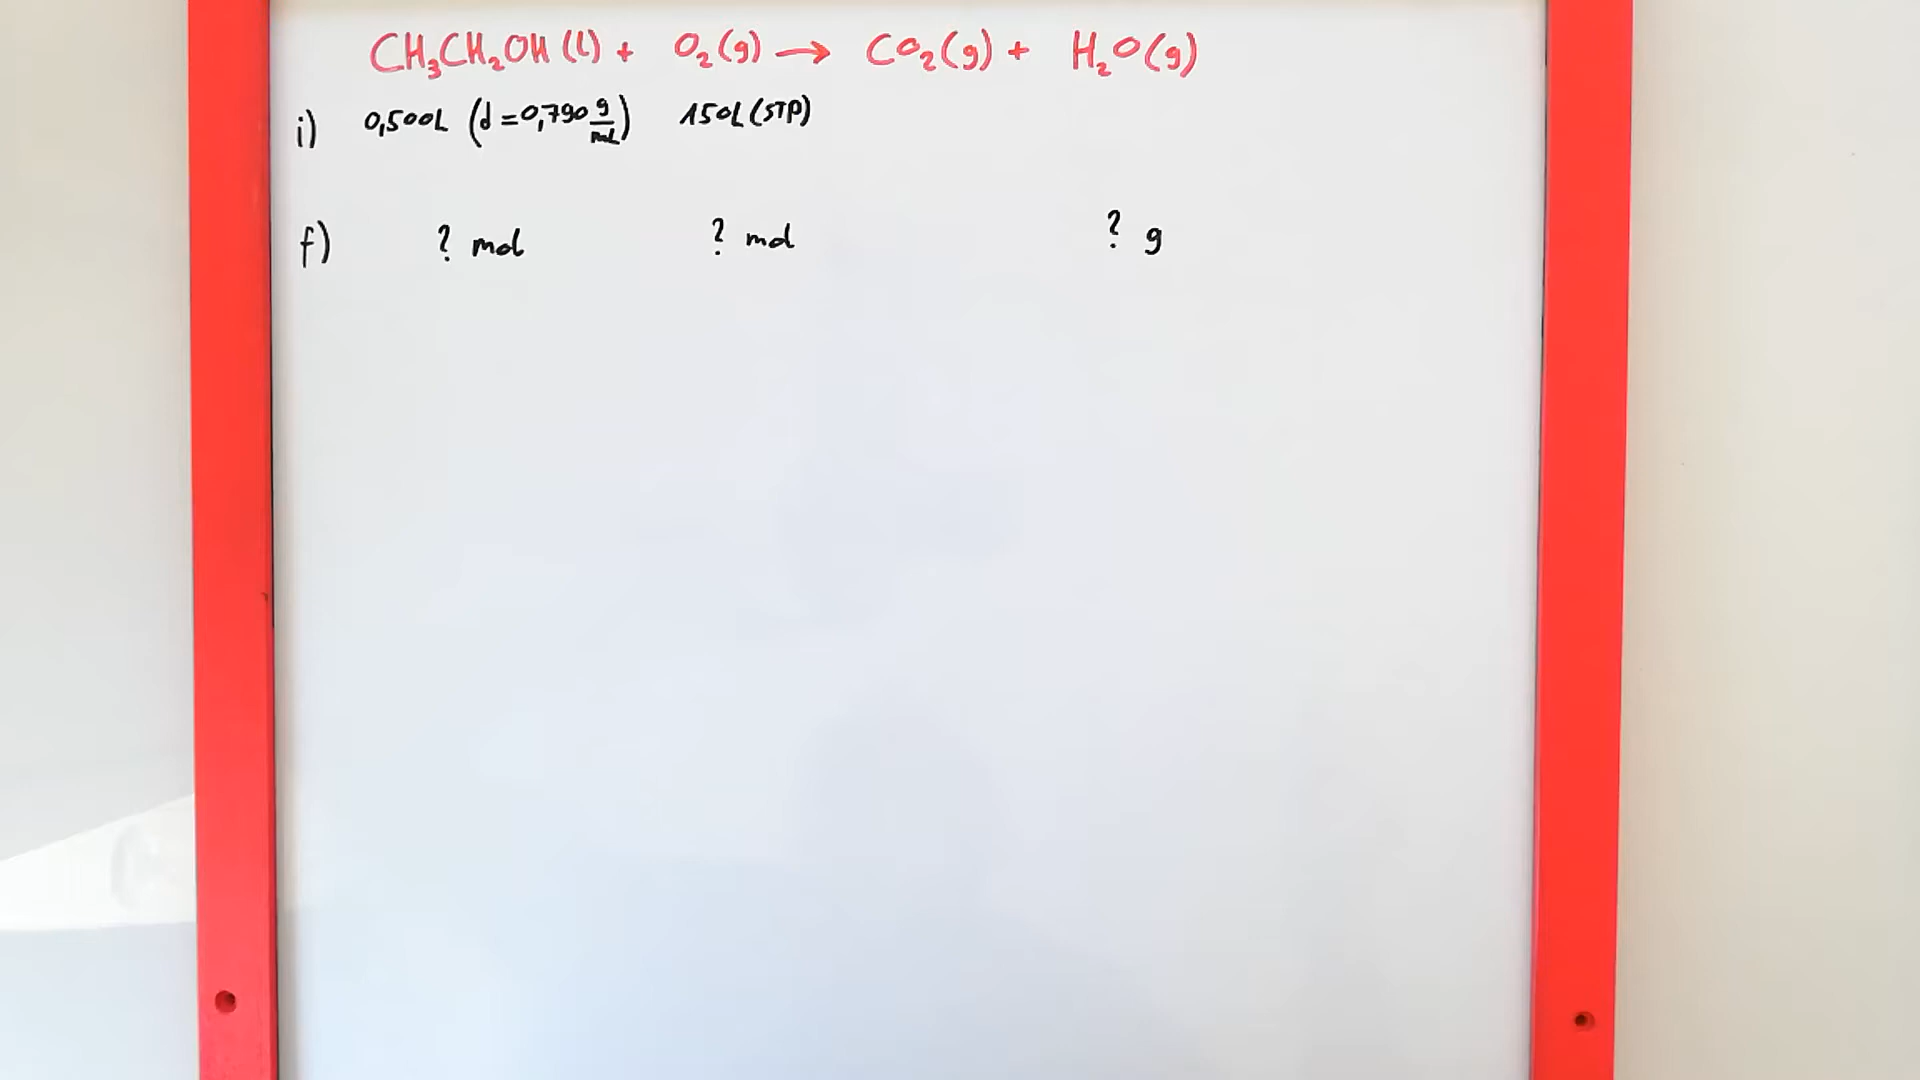 CH₃CH₂OH (l) + O₂(g) → CO₂(g) + H₂O(g)
i) 0,500L (d = 0,790 g/mL) 150L (STP)
f) ? mol ? mol ? g